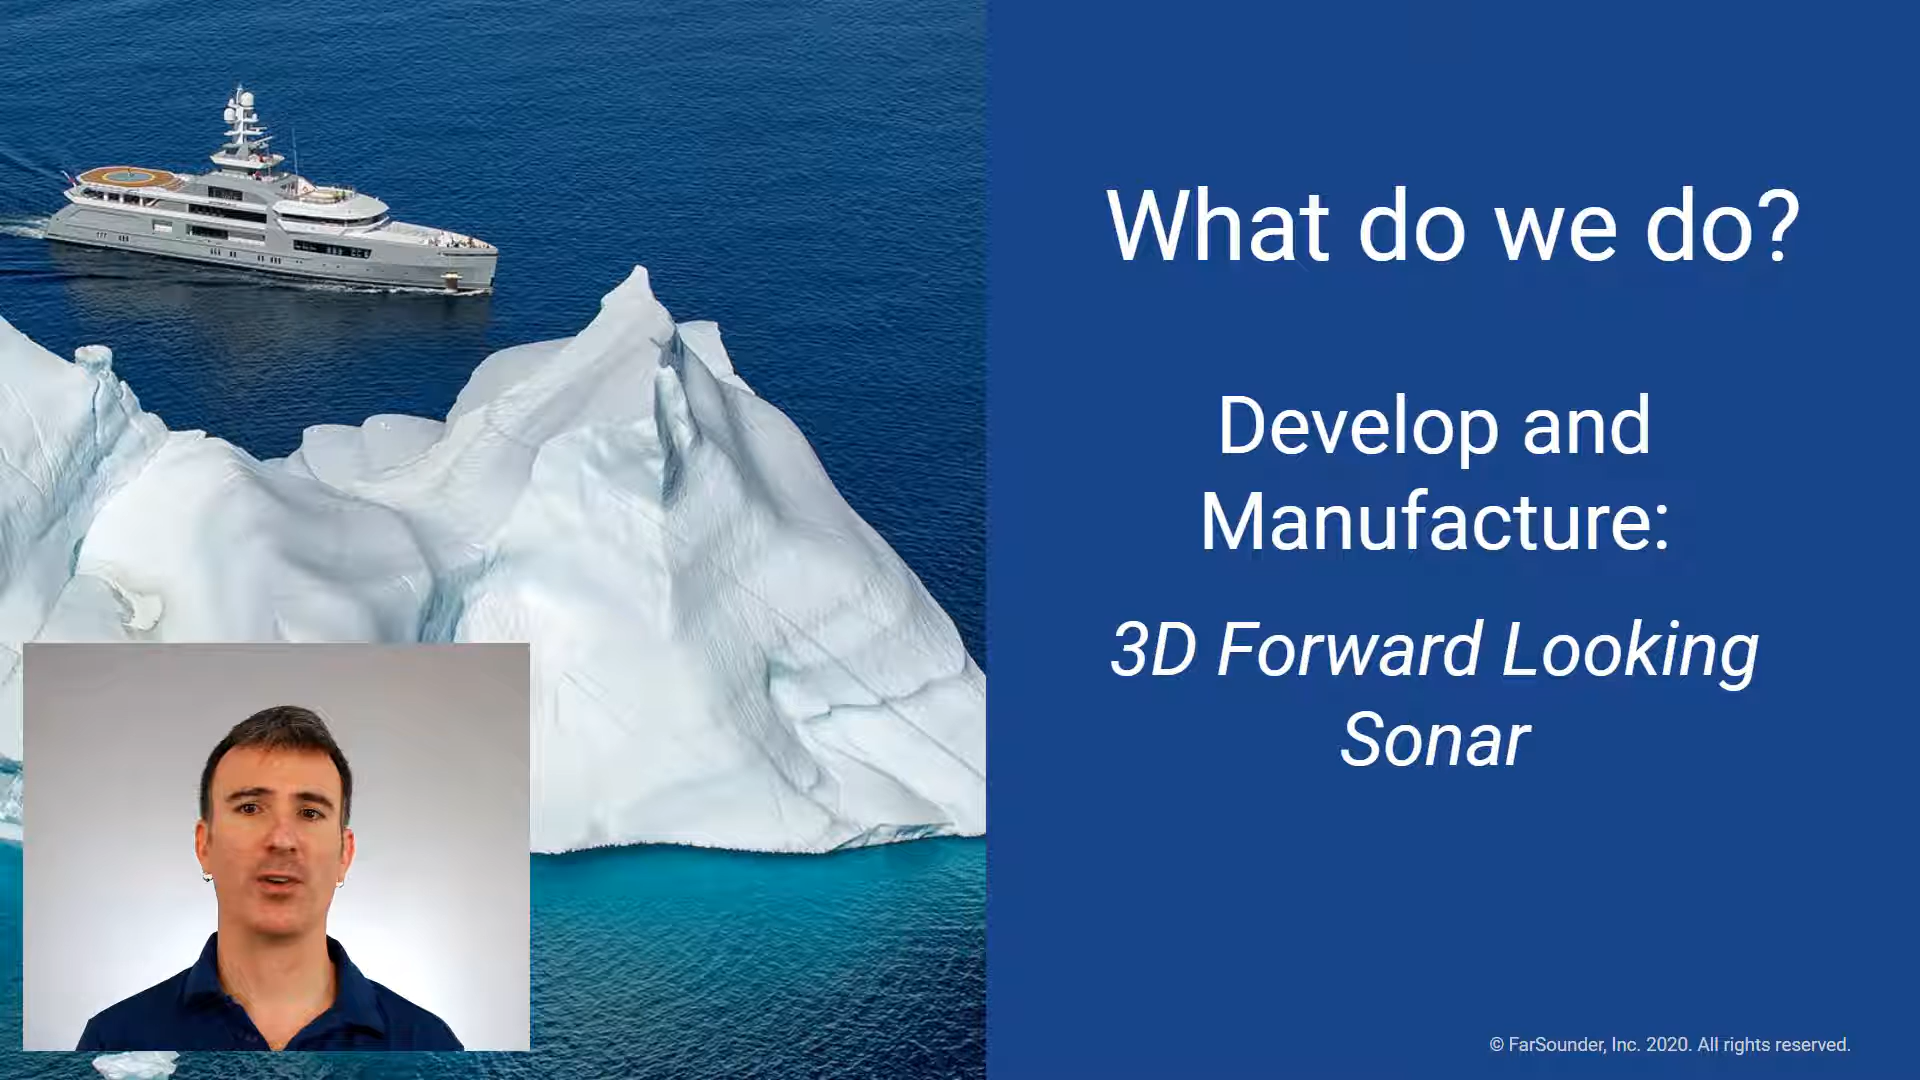 What do we do?
Develop and
Manufacture:
3D Forward Looking
Sonar
© FarSounder, Inc. 2020. All rights reserved.